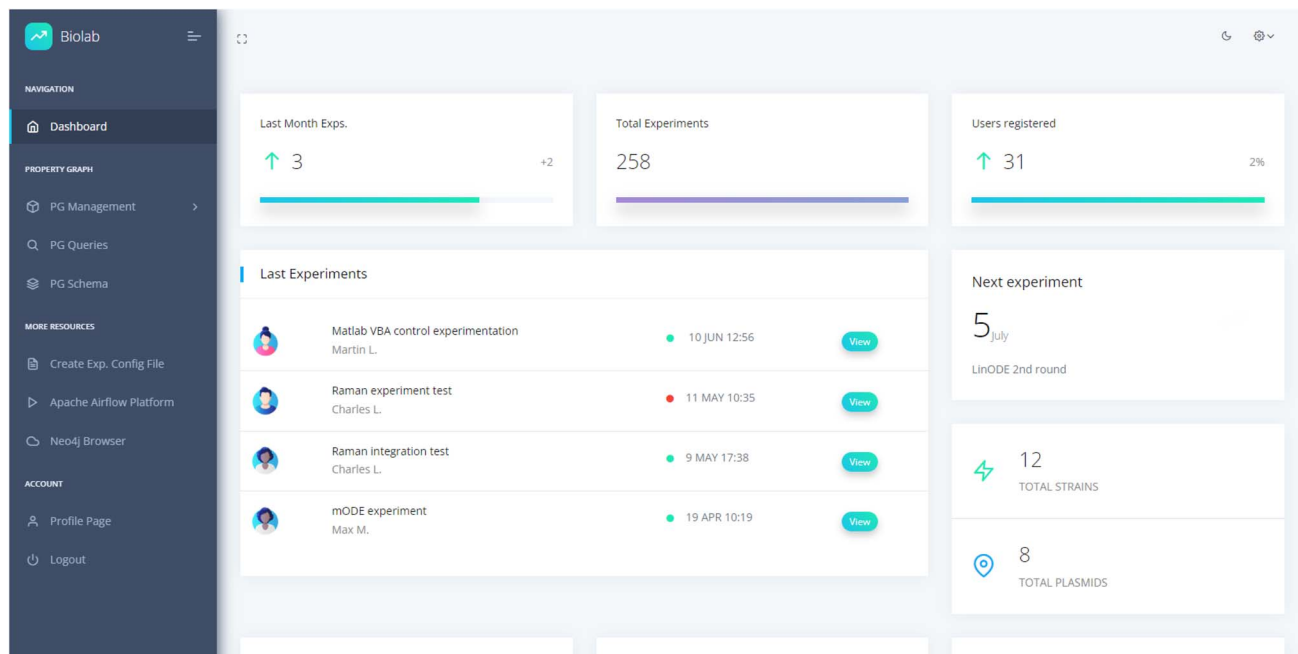 Biolab
NAVIGATION
Dashboard
PROPERTY GRAPH
PG Management
PG Queries
PG Schema
MORE RESOURCES
Create Exp. Config File
Apache Airflow Platform
Neo4j Browser
ACCOUNT
Profile Page
Logout
Last Month Exps.
3 +2
Total Experiments
258
Users registered
31 2%
Last Experiments
Matlab VBA control experimentation
Martin L.
10 JUN 12:56
View
Raman experiment test
Charles L.
11 MAY 10:35
View
Raman integration test
Charles L.
9 MAY 17:38
View
mODE experiment
Max M.
19 APR 10:19
View
Next experiment
5 July
LinODE 2nd round
12
TOTAL STRAINS
8
TOTAL PLASMIDS